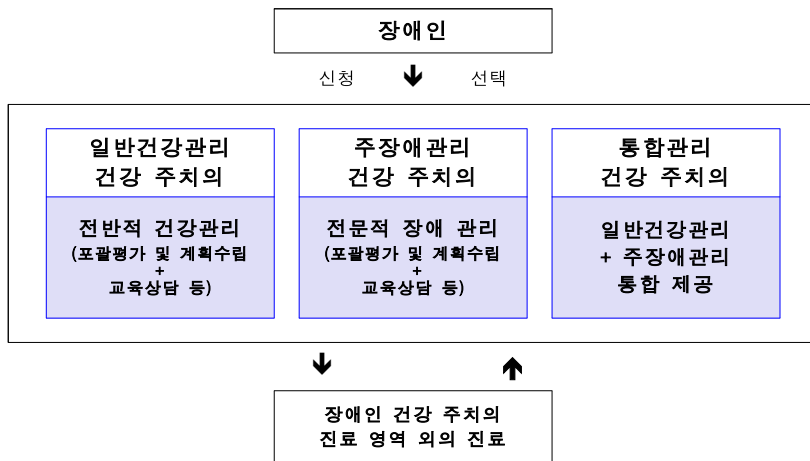 장애인
신청 선택
일반건강관리
건강 주치의
전반적 건강관리
(포괄평가 및 계획수립
+
교육상담 등)
주장애관리
건강 주치의
전문적 장애 관리
(포괄평가 및 계획수립
+
교육상담 등)
통합관리
건강 주치의
일반건강관리
+ 주장애관리
통합 제공
장애인 건강 주치의
진료 영역 외의 진료